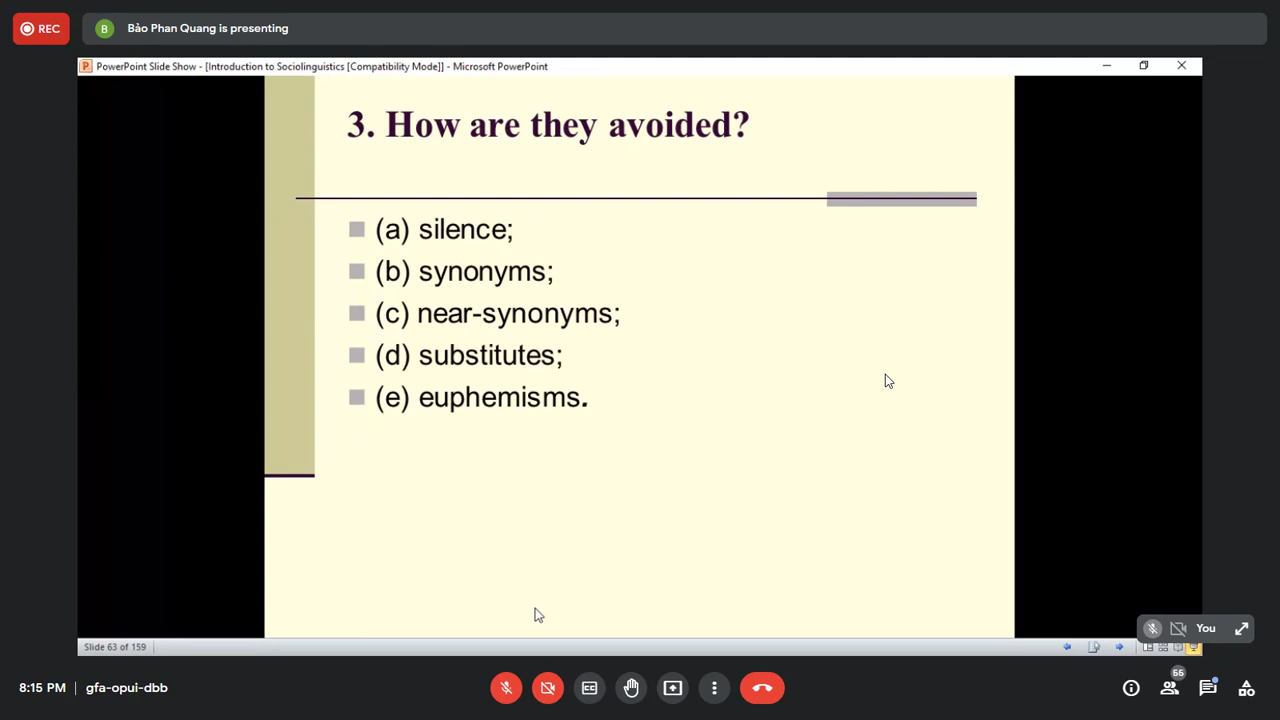 REC
B
Bảo Phan Quang is presenting
P PowerPoint Slide Show - [Introduction to Sociolinguistics [Compatibility Mode]] - Microsoft PowerPoint
3. How are they avoided?
(a) silence;
(b) synonyms;
(c) near-synonyms;
(d) substitutes;
(e) euphemisms.
You
Slide 63 of 159
55
8:15 PM | gfa-opui-dbb
CC